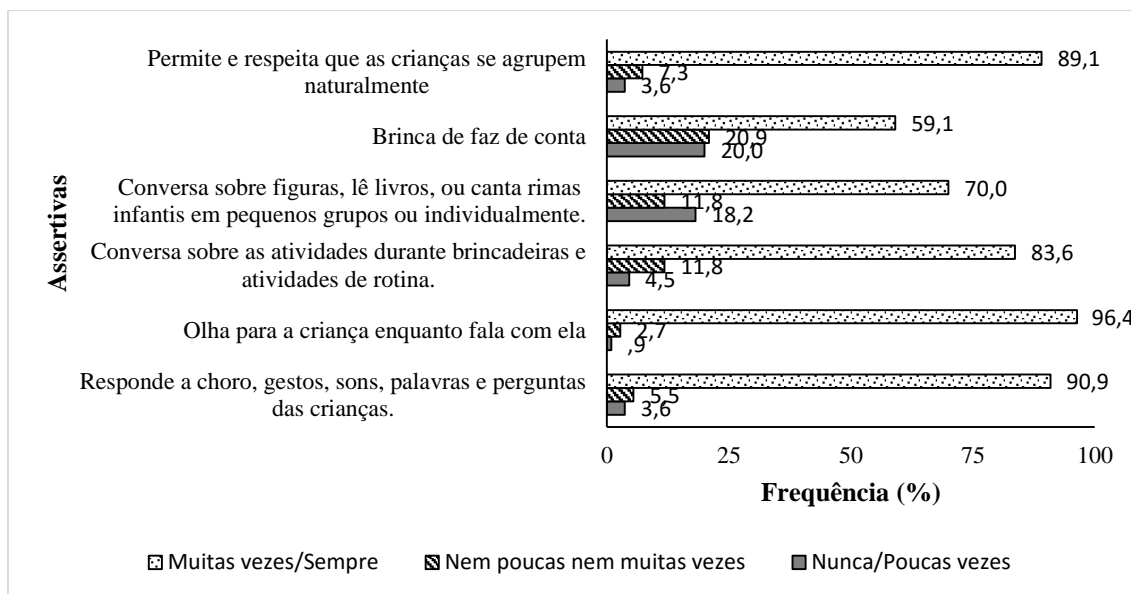 Permite e respeita que as crianças se agrupem
naturalmente
89,1
7,3
3,6
Brinca de faz de conta
59,1
20,9
20,0
Conversa sobre figuras, lê livros, ou canta rimas
infantis em pequenos grupos ou individualmente.
70,0
11,8
18,2
Conversa sobre as atividades durante brincadeiras e
atividades de rotina.
83,6
11,8
4,5
Olha para a criança enquanto fala com ela
96,4
2,7
,9
Responde a choro, gestos, sons, palavras e perguntas
das crianças.
90,9
5,5
3,6
Assertivas
0 25 50 75 100
Frequência (%)
Muitas vezes/Sempre Nem poucas nem muitas vezes Nunca/Poucas vezes